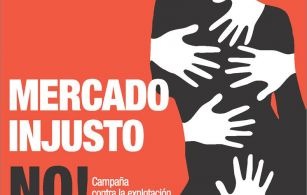 MERCADO
INJUSTO
NO!
Campaña
contra la explotación